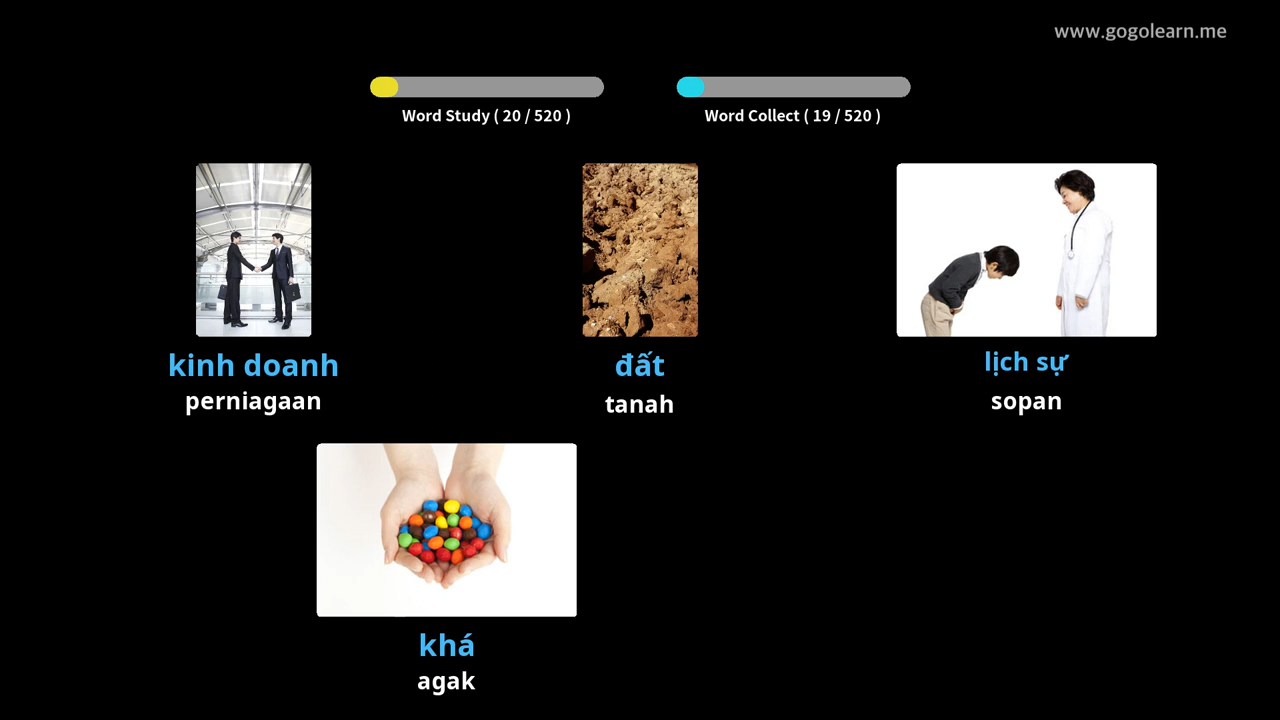 www.gogolearn.me
Word Study ( 20 / 520 )
Word Collect ( 19 / 520 )
kinh doanh
perniagaan
đất
tanah
lịch sự
sopan
khá
agak